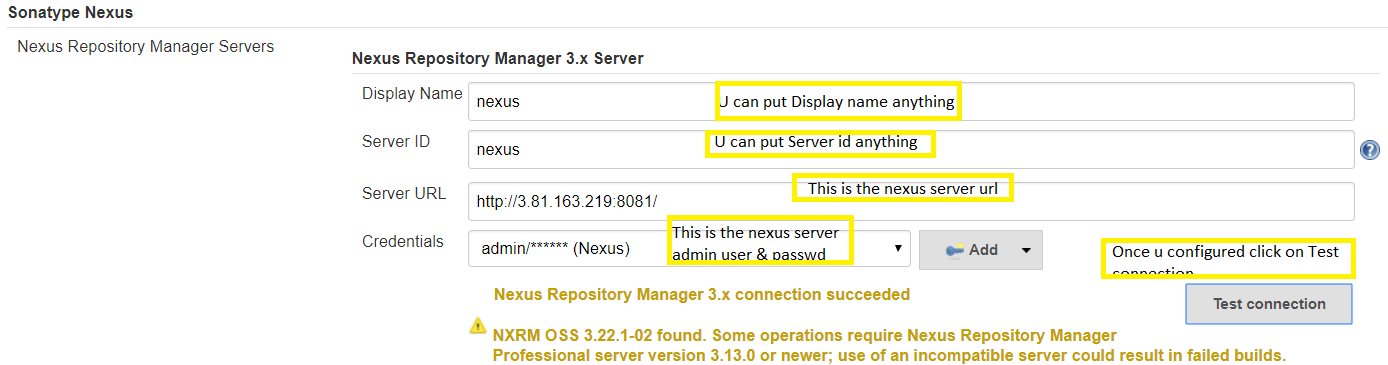 Sonatype Nexus
Nexus Repository Manager Servers
Nexus Repository Manager 3.x Server
Display Name
nexus
U can put Display name anything
Server ID
nexus
U can put Server id anything
?
Server URL
http://3.81.163.219:8081/
This is the nexus server url
Credentials
admin/****** (Nexus)
This is the nexus server
admin user & passwd
Add
Once u configured click on Test
connection
Nexus Repository Manager 3.x connection succeeded
Test connection
NXRM OSS 3.22.1-02 found. Some operations require Nexus Repository Manager
Professional server version 3.13.0 or newer; use of an incompatible server could result in failed builds.